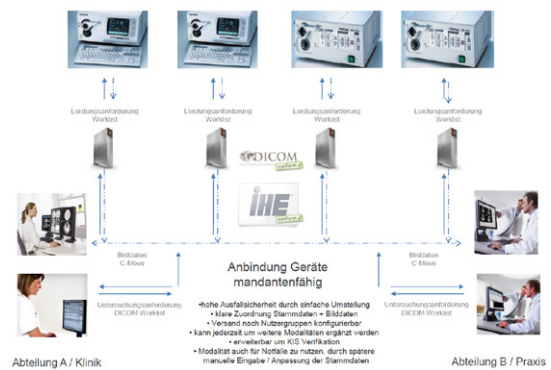 Leistungsanforderung
Worklist
Leistungsanforderung
Worklist
Leistungsanforderung
Worklist
Leistungsanforderung
Worklist
DICOM
conform
IHE
conform
Bilddaten
C-Move
Bilddaten
C-Move
Anbindung Geräte
mandantenfähig
Untersuchungsanforderung
DICOM Worklist
Untersuchungsanforderung
DICOM Worklist
•hohe Ausfallsicherheit durch einfache Umstellung
• klare Zuordnung Stammdaten + Bilddaten
• Versand nach Nutzergruppen konfigurierbar
• kann jederzeit um weitere Modalitäten ergänzt werden
• erweiterbar um KIS Verifikation
• Modalität auch für Notfälle zu nutzen, durch spätere
manuelle Eingabe / Anpassung der Stammdaten
Abteilung A / Klinik
Abteilung B / Praxis